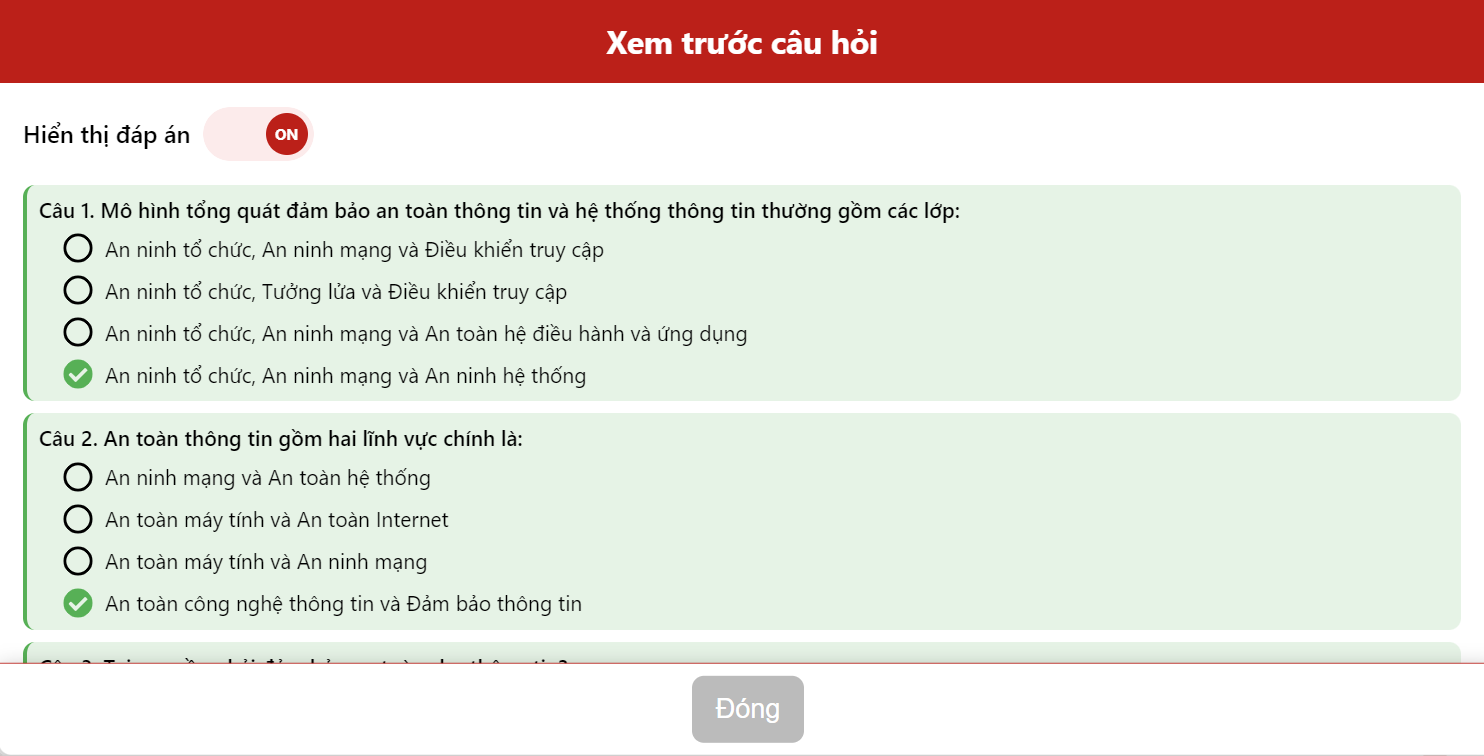 Xem trước câu hỏi
Hiển thị đáp án ON
Câu 1. Mô hình tổng quát đảm bảo an toàn thông tin và hệ thống thông tin thường gồm các lớp:
An ninh tổ chức, An ninh mạng và Điều khiển truy cập
An ninh tổ chức, Tưởng lửa và Điều khiển truy cập
An ninh tổ chức, An ninh mạng và An toàn hệ điều hành và ứng dụng
An ninh tổ chức, An ninh mạng và An ninh hệ thống
Câu 2. An toàn thông tin gồm hai lĩnh vực chính là:
An ninh mạng và An toàn hệ thống
An toàn máy tính và An toàn Internet
An toàn máy tính và An ninh mạng
An toàn công nghệ thông tin và Đảm bảo thông tin
Đóng